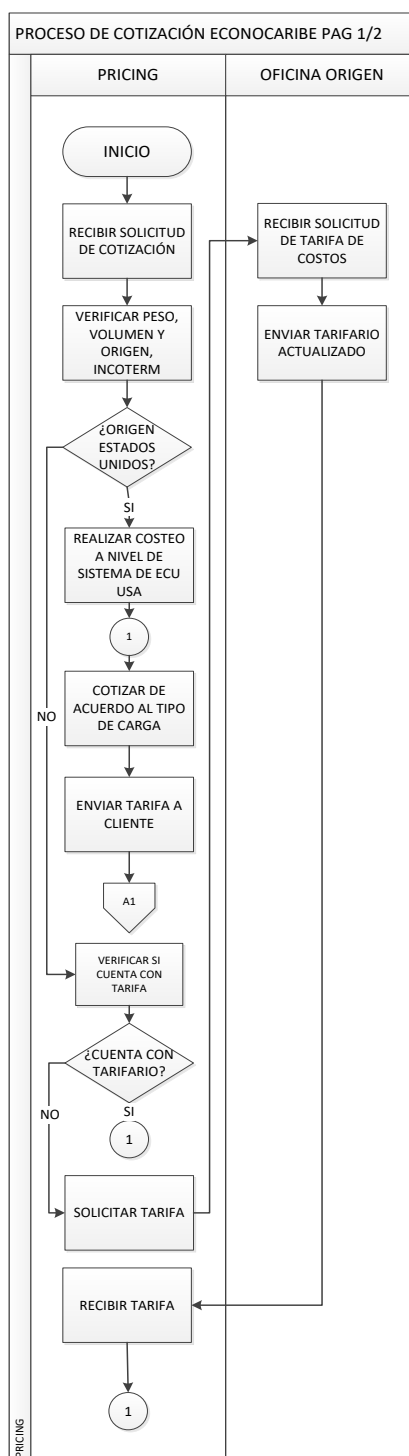 PROCESO DE COTIZACIÓN ECONOCARIBE PAG 1/2
PRICING
OFICINA ORIGEN
INICIO
RECIBIR SOLICITUD
DE COTIZACIÓN
RECIBIR SOLICITUD
DE TARIFA DE
COSTOS
VERIFICAR PESO,
VOLUMEN Y
ORIGEN,
INCOTERM
ENVIAR TARIFARIO
ACTUALIZADO
¿ORIGEN
ESTADOS
UNIDOS?
SI
REALIZAR COSTEO
A NIVEL DE
SISTEMA DE ECU
USA
1
COTIZAR DE
ACUERDO AL TIPO
DE CARGA
NO
ENVIAR TARIFA A
CLIENTE
A1
VERIFICAR SI
CUENTA CON
TARIFA
¿CUENTA CON
TARIFARIO?
NO
SI
1
SOLICITAR TARIFA
RECIBIR TARIFA
1
PRICING